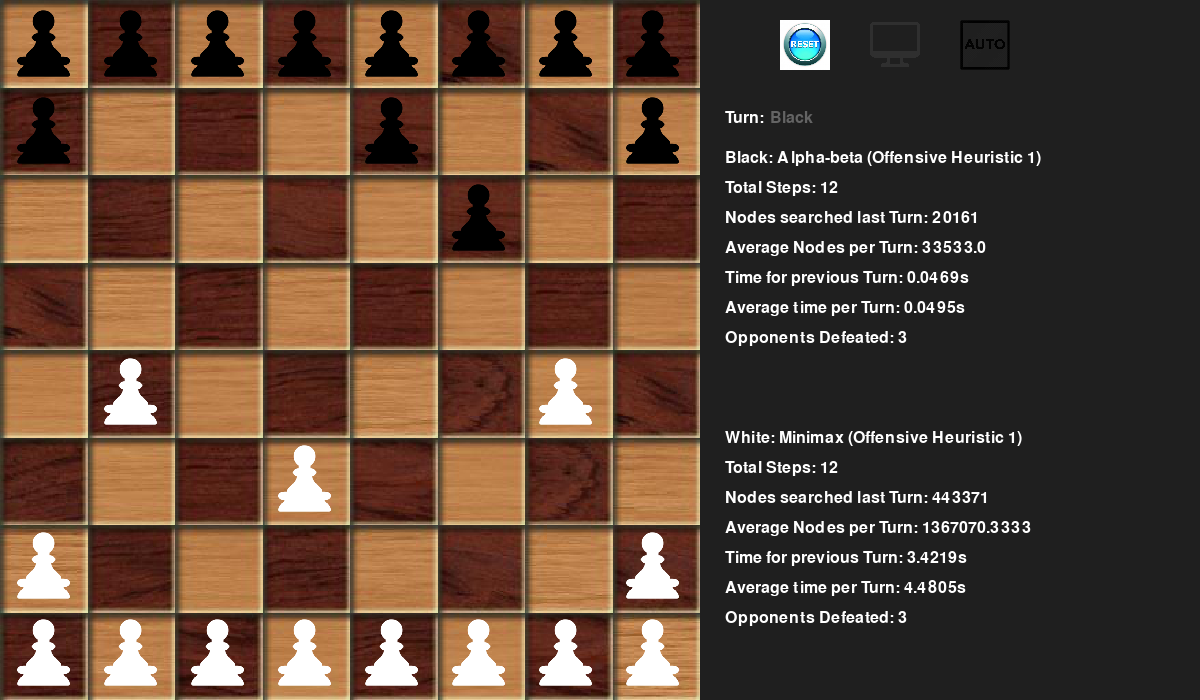 RESET
AUTO
Turn: Black
Black: Alpha-beta (Offensive Heuristic 1)
Total Steps: 12
Nodes searched last Turn: 20161
Average Nodes per Turn: 33533.0
Time for previous Turn: 0.0469s
Average time per Turn: 0.0495s
Opponents Defeated: 3
White: Minimax (Offensive Heuristic 1)
Total Steps: 12
Nodes searched last Turn: 443371
Average Nodes per Turn: 1367070.3333
Time for previous Turn: 3.4219s
Average time per Turn: 4.4805s
Opponents Defeated: 3